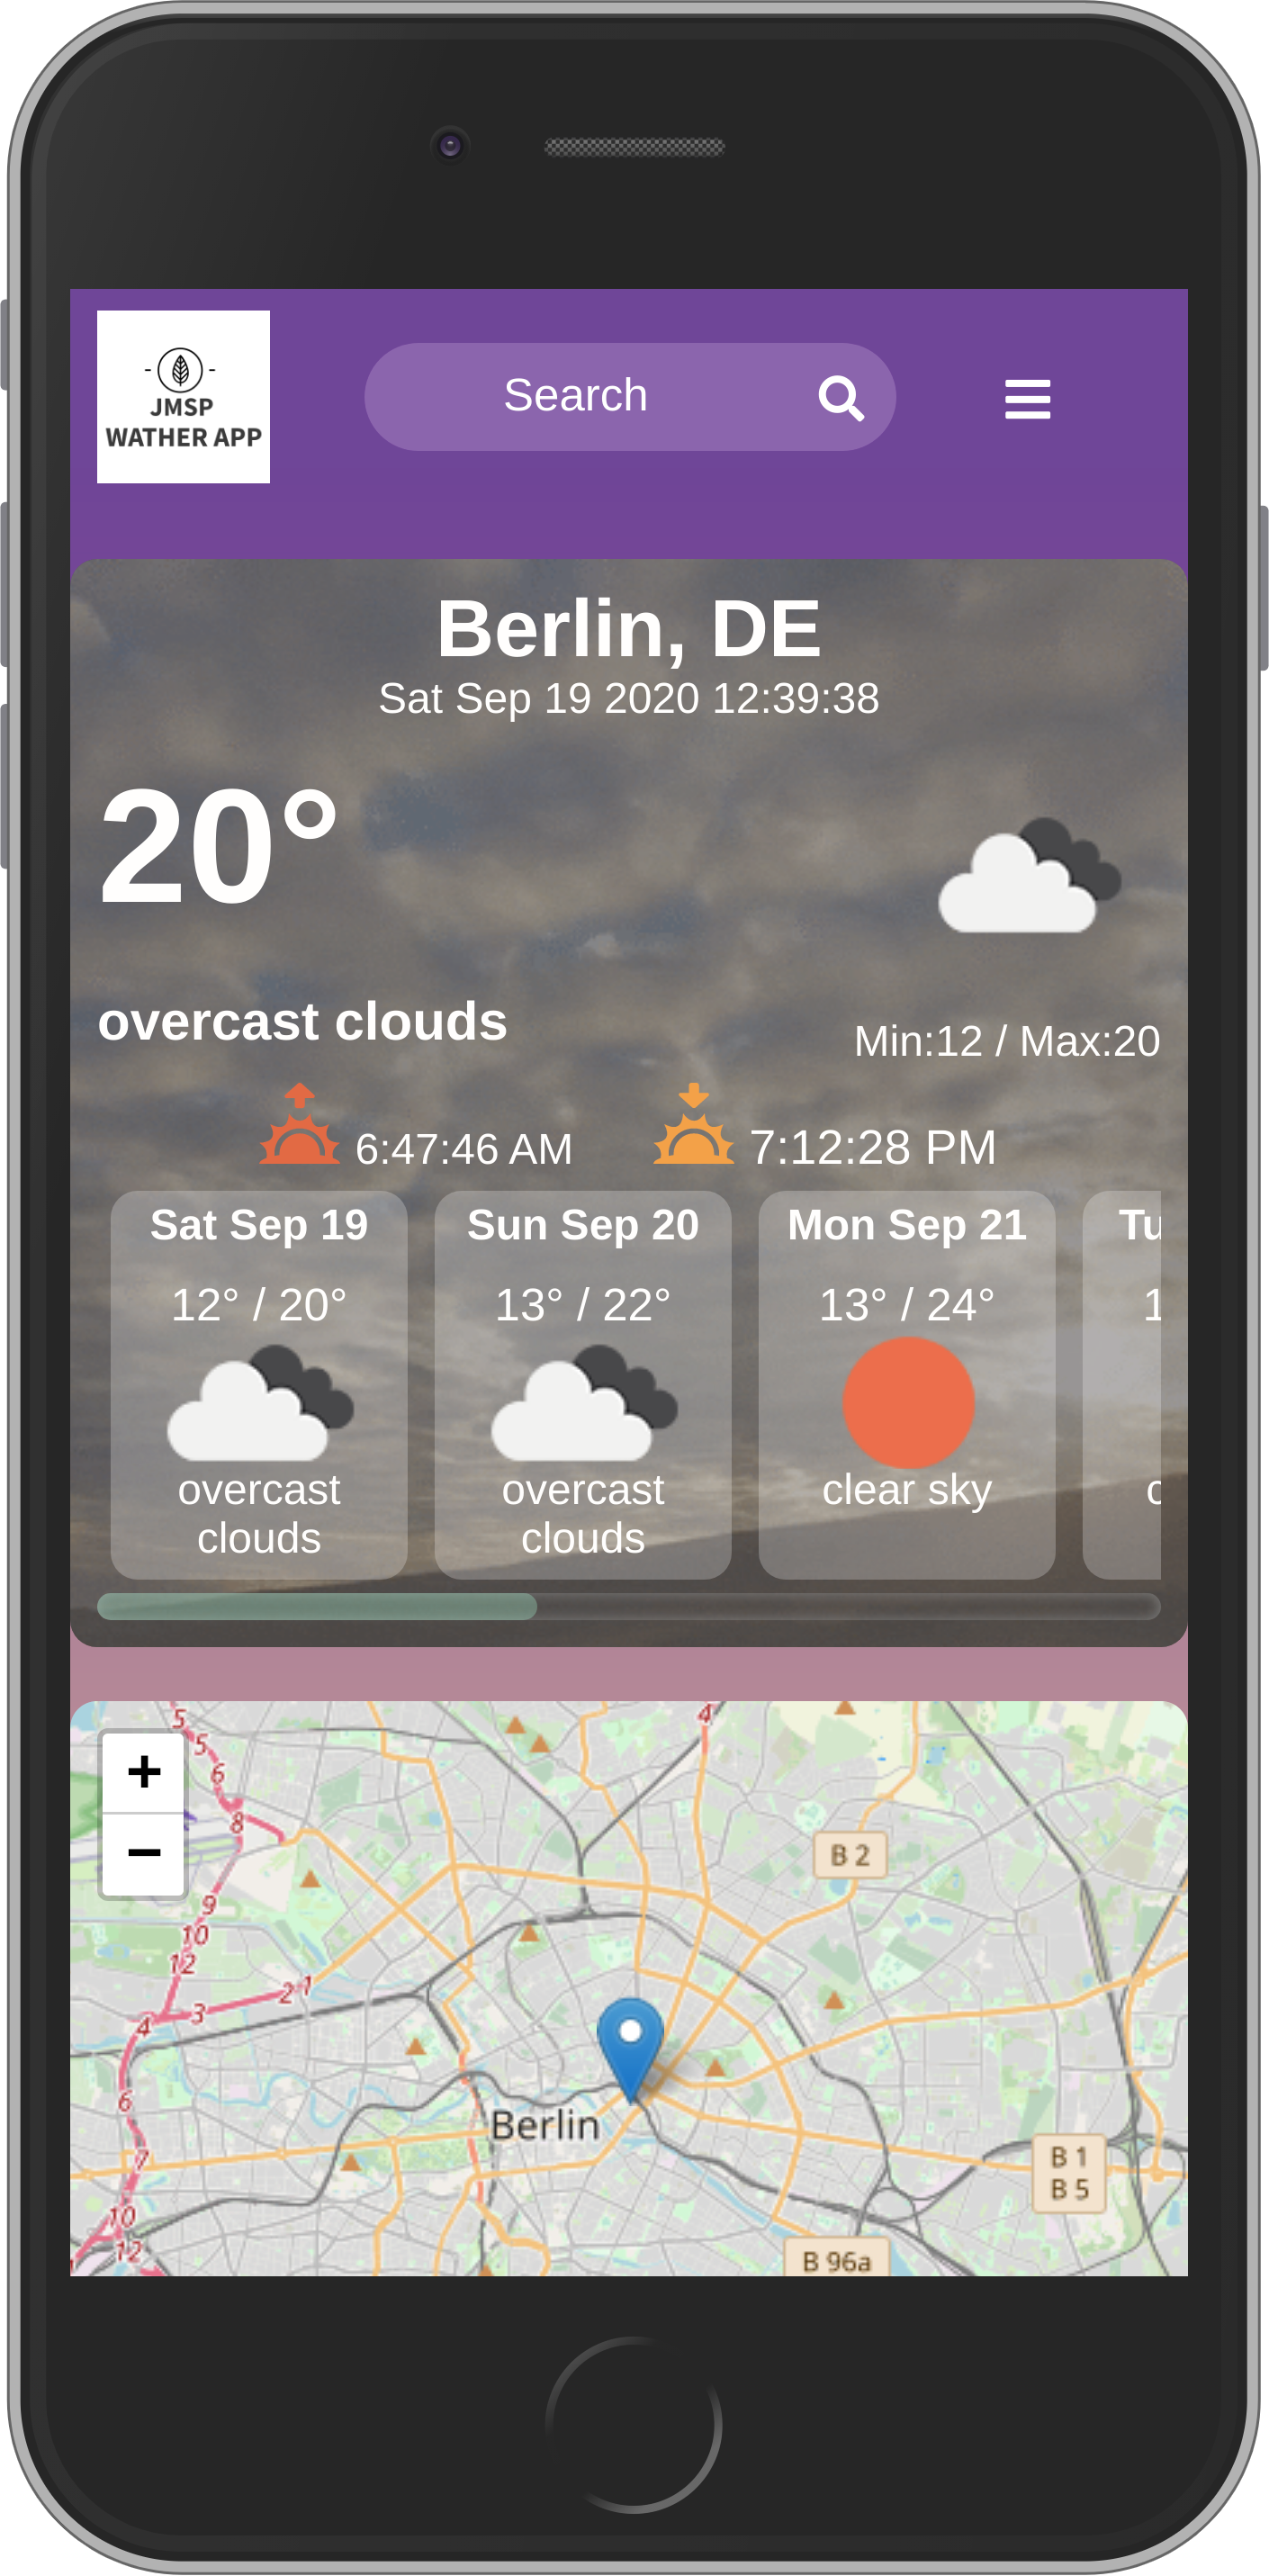 JMSP
WATHER APP
Search
Berlin, DE
Sat Sep 19 2020 12:39:38
20°
overcast clouds
Min:12 / Max:20
6:47:46 AM
7:12:28 PM
Sat Sep 19
12° / 20°
overcast
clouds
Sun Sep 20
13° / 22°
overcast
clouds
Mon Sep 21
13° / 24°
clear sky
Tu
1
+
−
5
5
6
8
9
10
12
2
1
3
4
6
7
10
12
4
B 2
Berlin
B 1
B 5
B 96a